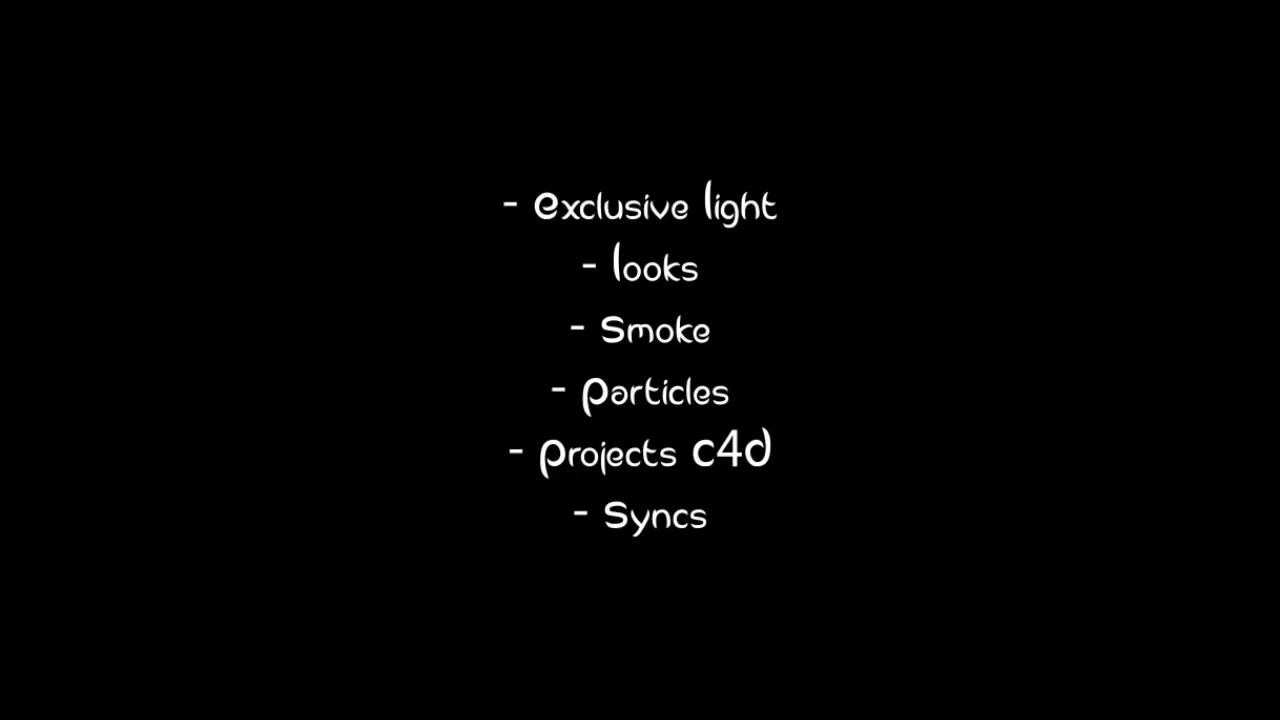 - Exclusive Light
- Looks
- Smoke
- Particles
- Projects C4D
- Syncs